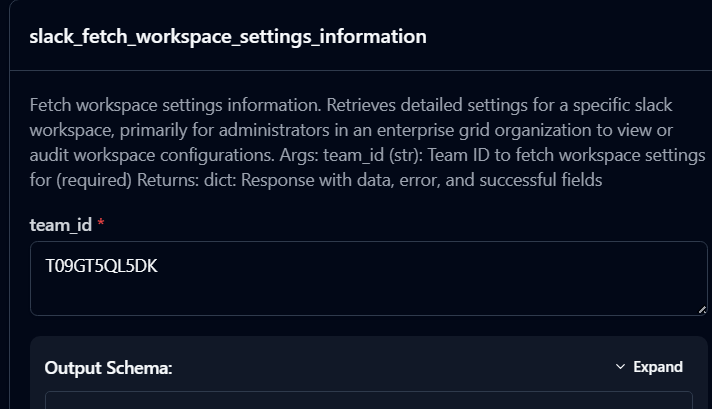 slack_fetch_workspace_settings_information
Fetch workspace settings information. Retrieves detailed settings for a specific slack
workspace, primarily for administrators in an enterprise grid organization to view or
audit workspace configurations. Args: team_id (str): Team ID to fetch workspace settings
for (required) Returns: dict: Response with data, error, and successful fields
team_id *
T09GT5QL5DK
Output Schema:
Expand